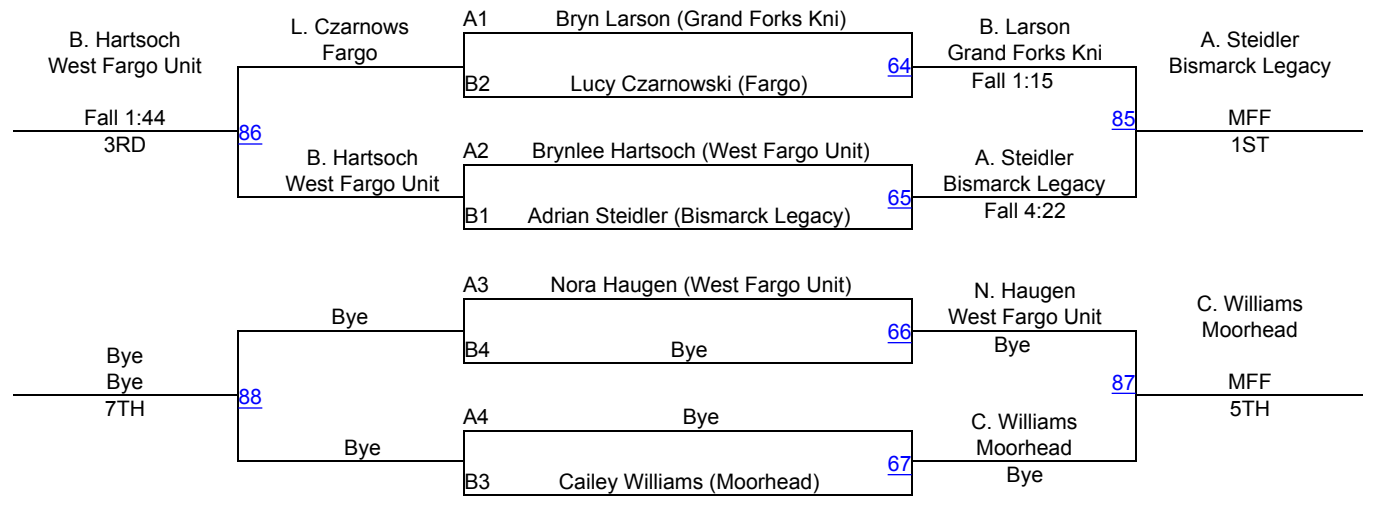 B. Hartsoch
West Fargo Unit
Fall 1:44
3RD
86
L. Czarnows
Fargo
B. Hartsoch
West Fargo Unit
A1 Bryn Larson (Grand Forks Kni)
64
B2 Lucy Czarnowski (Fargo)
A2 Brynlee Hartsoch (West Fargo Unit)
65
B1 Adrian Steidler (Bismarck Legacy)
B. Larson
Grand Forks Kni
Fall 1:15
A. Steidler
Bismarck Legacy
Fall 4:22
85
A. Steidler
Bismarck Legacy
MFF
1ST
Bye
Bye
7TH
88
Bye
Bye
A3 Nora Haugen (West Fargo Unit)
66
B4 Bye
A4 Bye
67
B3 Cailey Williams (Moorhead)
N. Haugen
West Fargo Unit
Bye
C. Williams
Moorhead
Bye
87
C. Williams
Moorhead
MFF
5TH